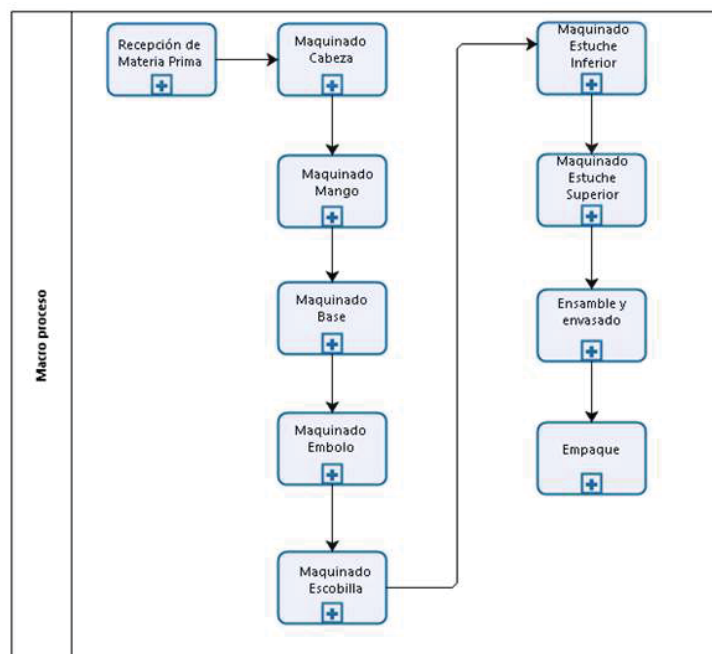 Macro proceso
Recepción de
Materia Prima
Maquinado
Cabeza
Maquinado
Mango
Maquinado
Base
Maquinado
Embolo
Maquinado
Escobilla
Maquinado
Estuche
Inferior
Maquinado
Estuche
Superior
Ensamble y
envasado
Empaque